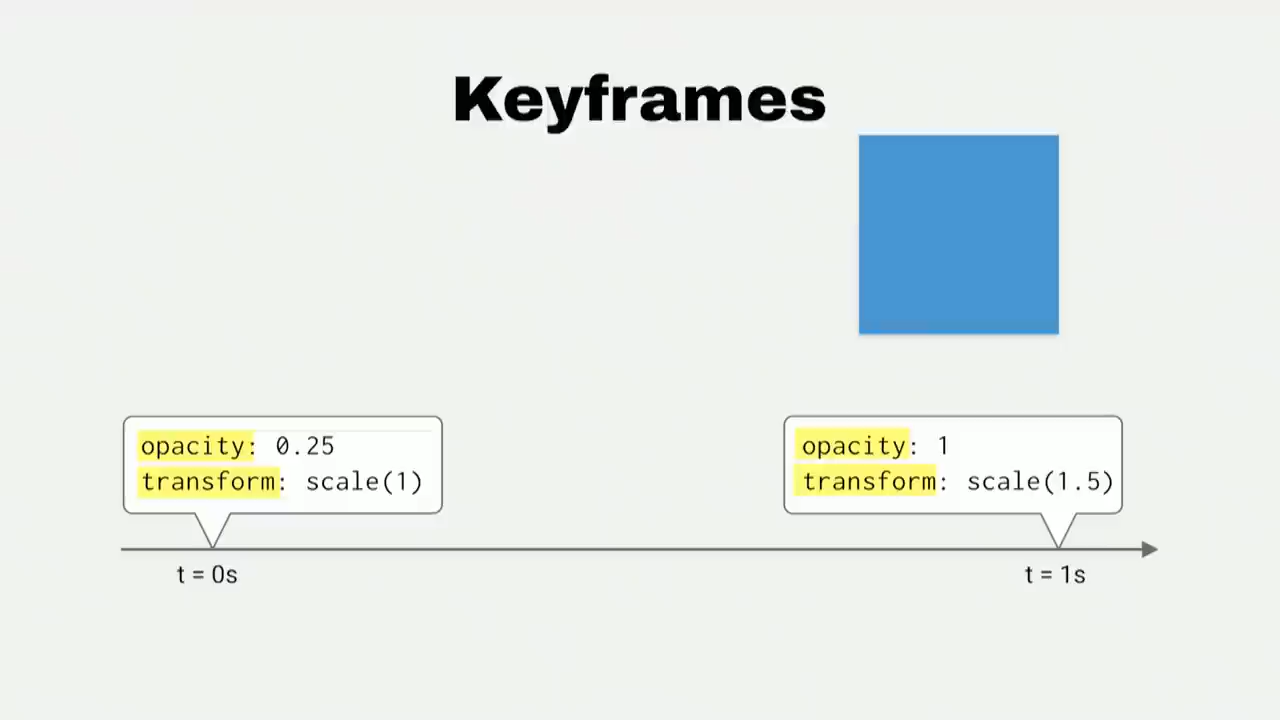 Keyframes
opacity: 0.25
transform: scale(1)
opacity: 1
transform: scale(1.5)
t = 0s
t = 1s